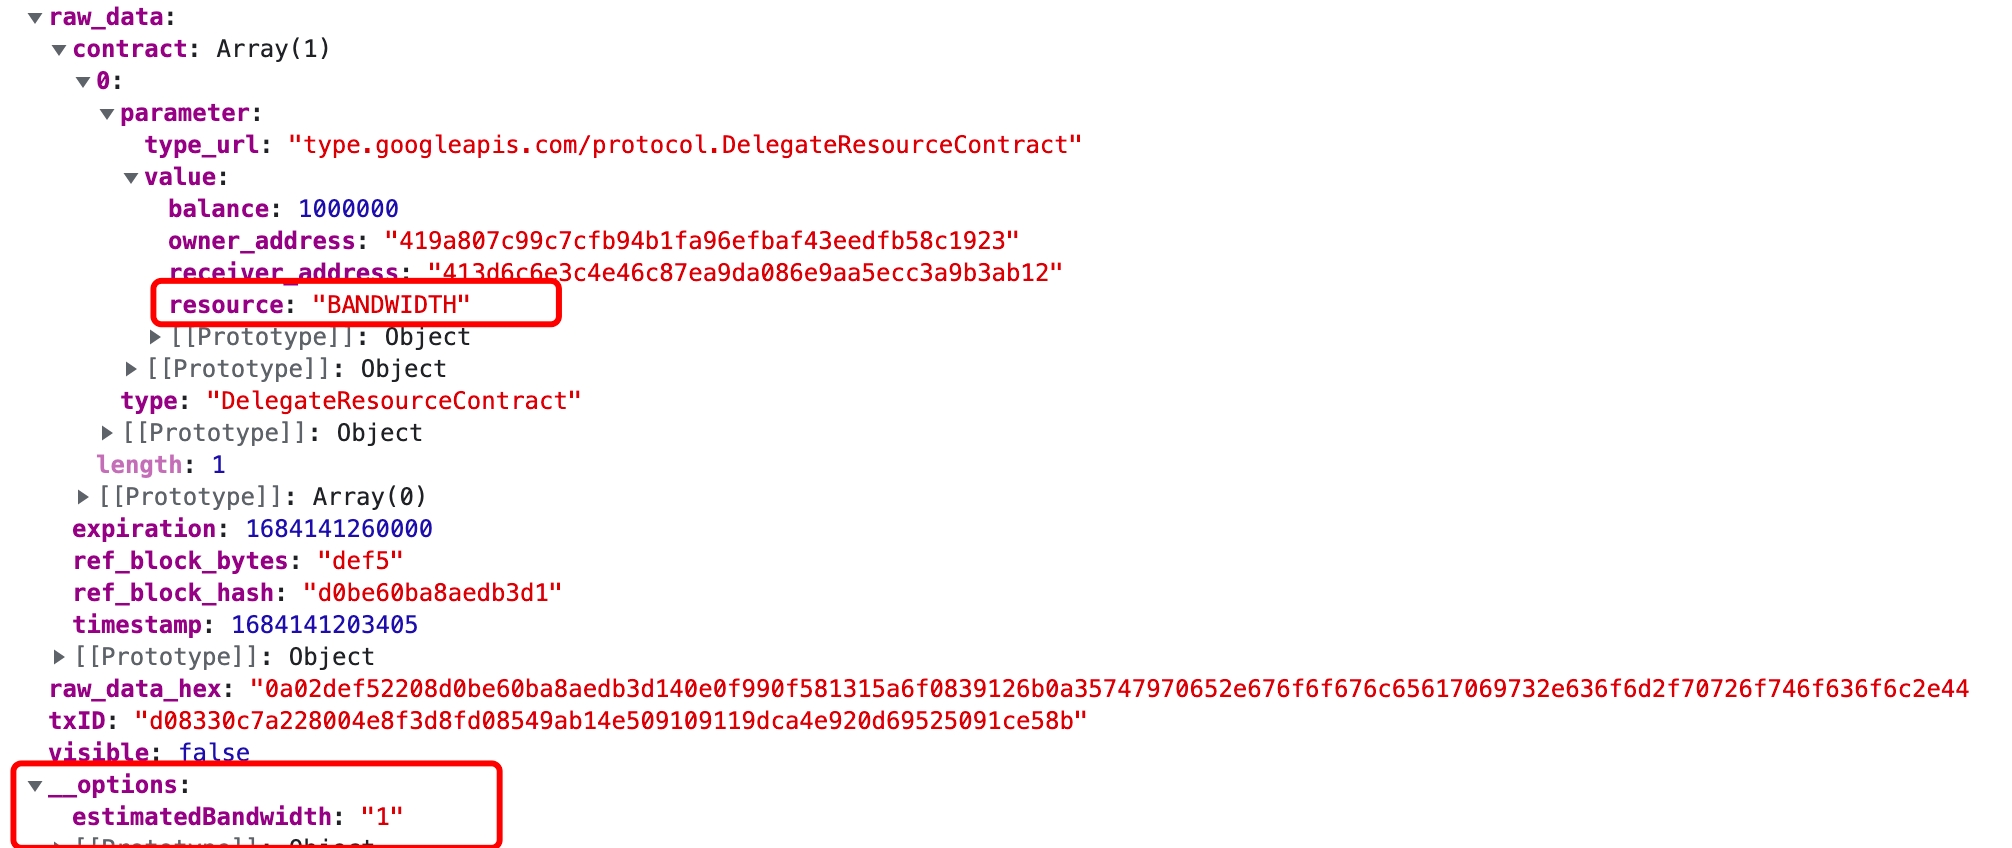 raw_data:
contract: Array(1)
0:
parameter:
type_url: "type.googleapis.com/protocol.DelegateResourceContract"
value:
balance: 1000000
owner_address: "419a807c99c7cfb94b1fa96efbaf43eedfb58c1923"
receiver_address: "413d6c6e3c4e46c87ea9da086e9aa5ecc3a9b3ab12"
resource: "BANDWIDTH"
[[Prototype]]: Object
[[Prototype]]: Object
type: "DelegateResourceContract"
[[Prototype]]: Object
length: 1
[[Prototype]]: Array(0)
expiration: 1684141260000
ref_block_bytes: "def5"
ref_block_hash: "d0be60ba8aedb3d1"
timestamp: 1684141203405
[[Prototype]]: Object
raw_data_hex: "0a02def52208d0be60ba8aedb3d140e0f990f581315a6f0839126b0a35747970652e676f6f676c65617069732e636f6d2f70726f746f636f6c2e44
txID: "d08330c7a228004e8f3d8fd08549ab14e509109119dca4e920d69525091ce58b"
visible: false
__options:
estimatedBandwidth: "1"
[[Prototype]]: Object